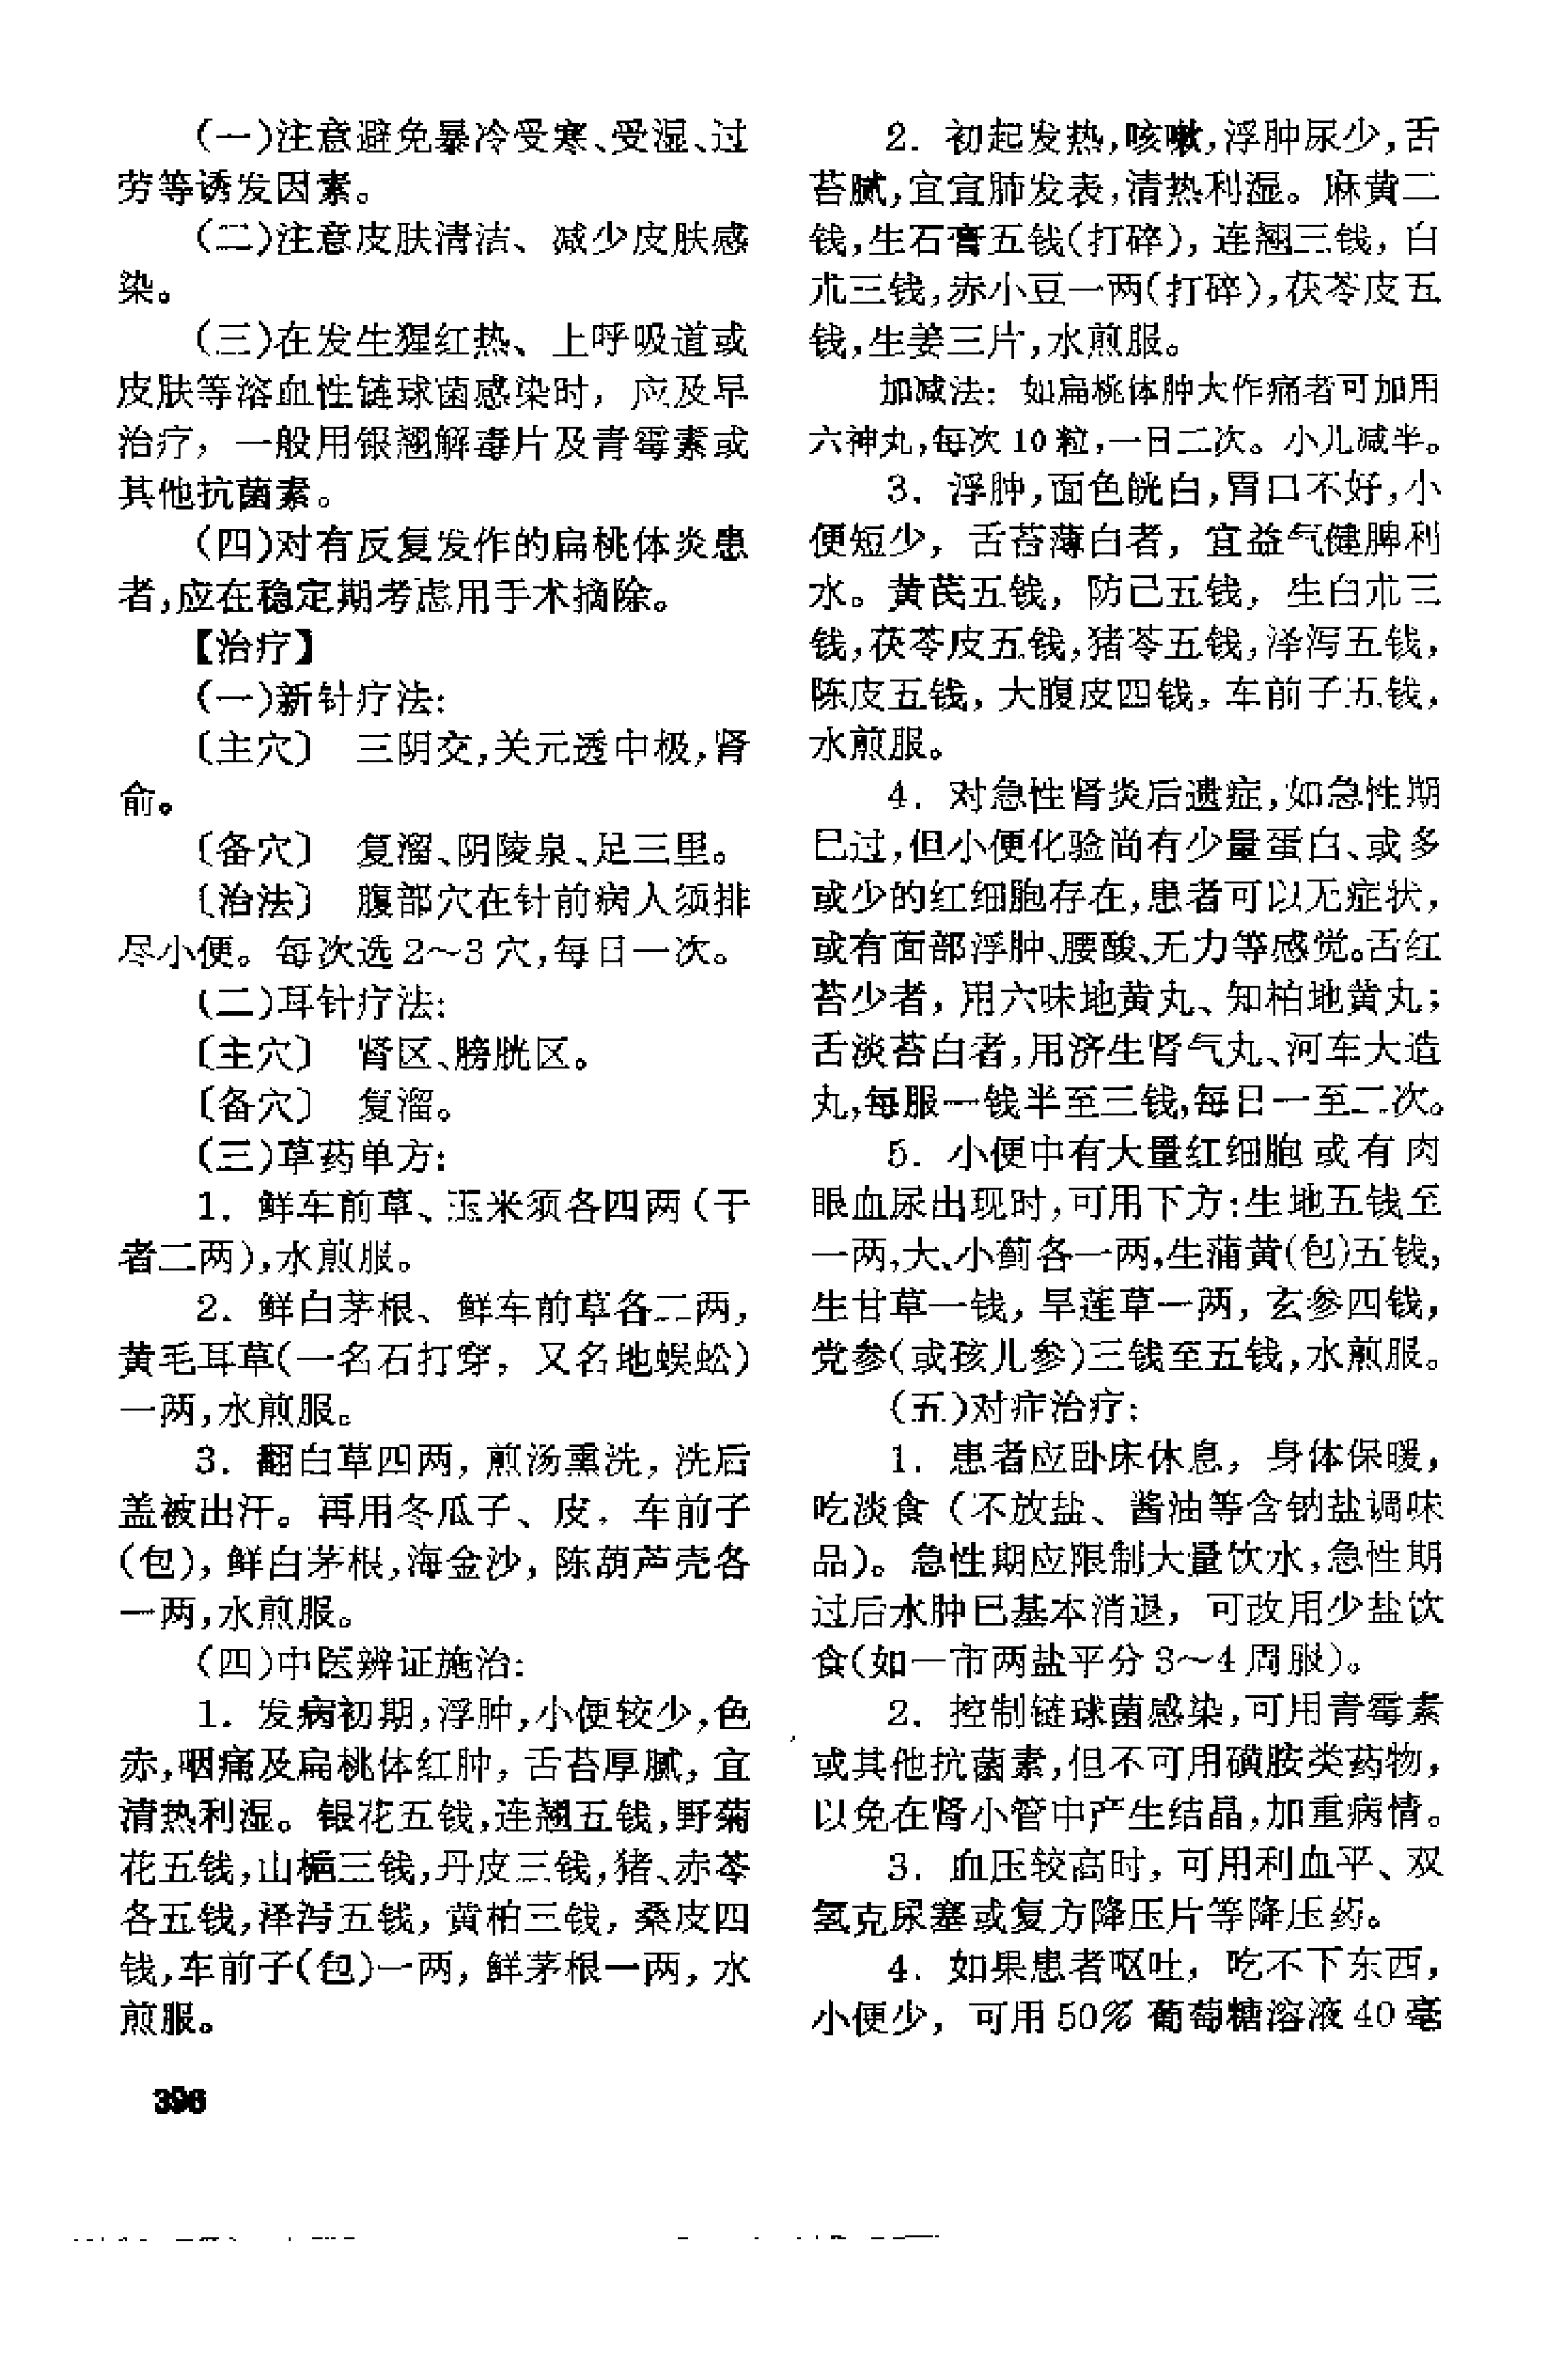 (一)注意避免暴冷受寒、受湿、过
劳等诱发因素。
(二)注意皮肤清洁、减少皮肤感
染。
(三)在发生猩红热、上呼吸道或
皮肤等溶血性链球菌感染时，应及早
治疗，一般用银翘解毒片及青霉素或
其他抗菌素。
(四)对有反复发作的扁桃体炎患
者,应在稳定期考虑用手术摘除。
【治疗】
(一)新针疗法:
〔主穴〕 三阴交,关元透中极,肾
俞。
〔备穴〕 复溜、阴陵泉、足三里。
〔治法〕 腹部穴在针前病人须排
尽小便。每次选2～3穴,每日一次。
(二)耳针疗法:
〔主穴〕 肾区、膀胱区。
〔备穴〕 复溜。
(三)草药单方:
1. 鲜车前草、玉米须各四两(干
者二两),水煎服。
2. 鲜白茅根、鲜车前草各二两,
黄毛耳草(一名石打穿，又名地蜈蚣)
一两,水煎服。
3. 翻白草四两，煎汤熏洗，洗后
盖被出汗。再用冬瓜子、皮，车前子
(包)，鲜白茅根,海金沙，陈葫芦壳各
一两,水煎服。
(四)中医辨证施治:
1. 发病初期,浮肿,小便较少,色
赤,咽痛及扁桃体红肿，舌苔厚腻，宜
清热利湿。银花五钱,连翘五钱,野菊
花五钱,山栀三钱,丹皮三钱,猪、赤苓
各五钱,泽泻五钱，黄柏三钱，桑皮四
钱,车前子(包)一两，鲜茅根一两，水
煎服。
396
2. 初起发热,咳嗽,浮肿尿少,舌
苔腻,宜宣肺发表,清热利湿。麻黄二
钱,生石膏五钱(打碎)，连翘三钱，白
朮三钱,赤小豆一两(打碎),茯苓皮五
钱,生姜三片,水煎服。
加减法：如扁桃体肿大作痛者可加用
六神丸,每次10粒,一日二次。小儿减半。
3. 浮肿,面色㿠白,胃口不好,小
便短少，舌苔薄白者，宜益气健脾利
水。黄芪五钱，防己五钱，生白朮三
钱,茯苓皮五钱,猪苓五钱,泽泻五钱,
陈皮五钱，大腹皮四钱，车前子五钱，
水煎服。
4. 对急性肾炎后遗症,如急性期
已过,但小便化验尚有少量蛋白、或多
或少的红细胞存在,患者可以无症状，
或有面部浮肿、腰酸、无力等感觉。舌红
苔少者，用六味地黄丸、知柏地黄丸；
舌淡苔白者,用济生肾气丸、河车大造
丸,每服一钱半至三钱,每日一至二次。
5. 小便中有大量红细胞或有肉
眼血尿出现时,可用下方:生地五钱至
一两,大、小蓟各一两,生蒲黄(包)五钱,
生甘草一钱，旱莲草一两，玄参四钱，
党参(或孩儿参)三钱至五钱,水煎服。
(五)对症治疗:
1. 患者应卧床休息，身体保暖，
吃淡食(不放盐、酱油等含钠盐调味
品)。急性期应限制大量饮水,急性期
过后水肿已基本消退，可改用少盐饮
食(如一市两盐平分3～4周服)。
2. 控制链球菌感染,可用青霉素
或其他抗菌素,但不可用磺胺类药物，
以免在肾小管中产生结晶,加重病情。
3. 血压较高时，可用利血平、双
氢克尿塞或复方降压片等降压药。
4. 如果患者呕吐，吃不下东西，
小便少，可用50%葡萄糖溶液40毫